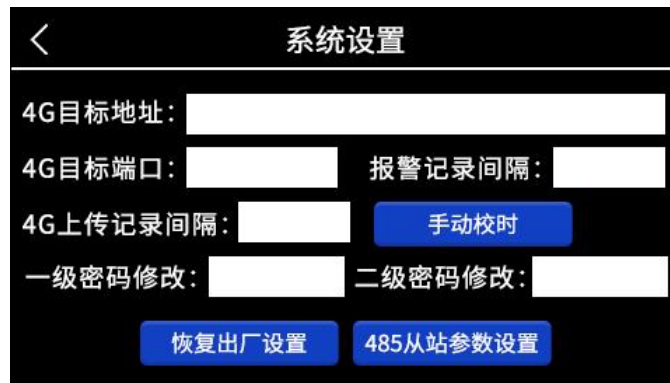 系统设置
4G目标地址：
4G目标端口： 报警记录间隔：
4G上传记录间隔： 手动校时
一级密码修改： 二级密码修改：
恢复出厂设置 485从站参数设置